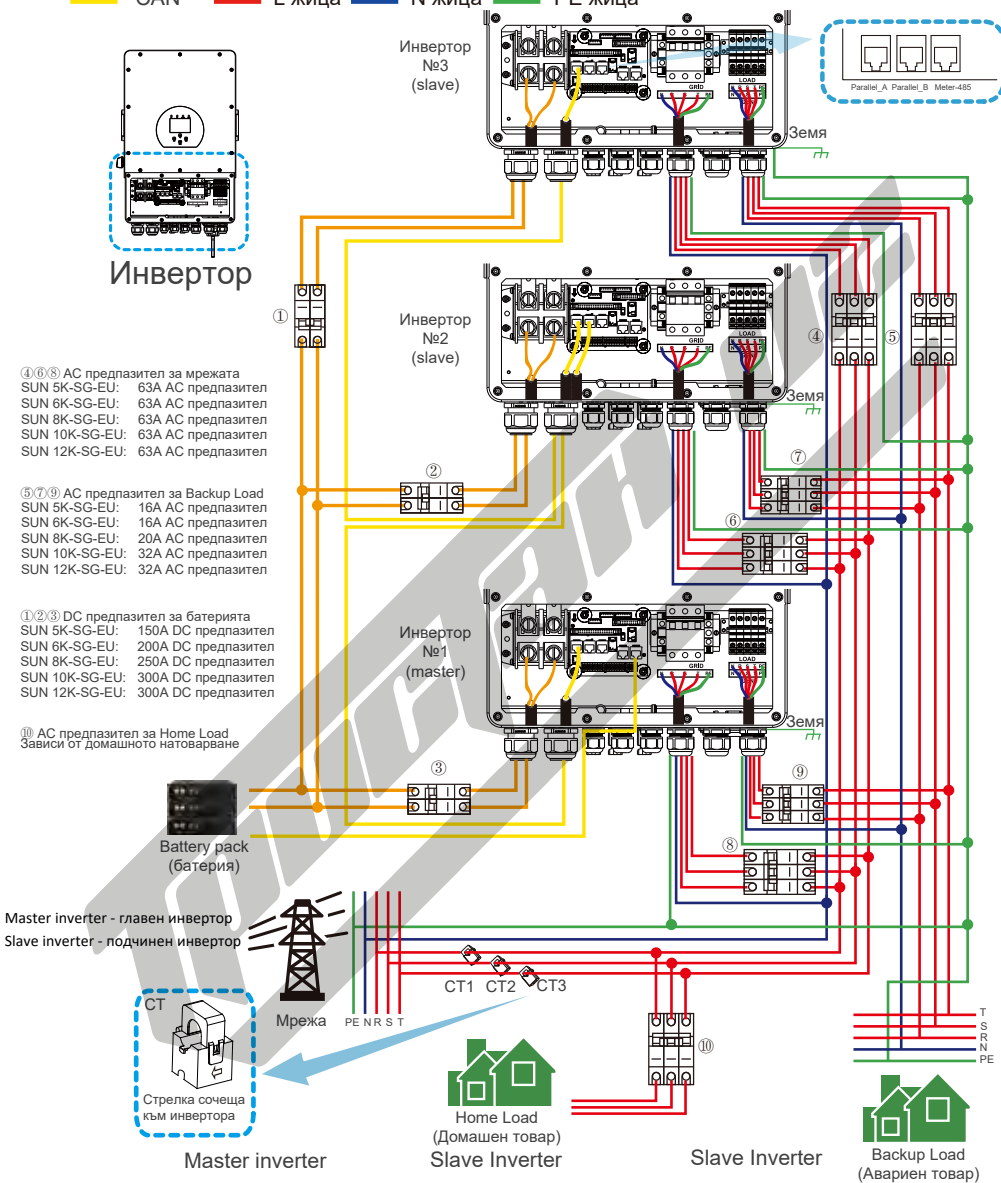 CAN L жица N жица PE жица
Инвертор
№3
(slave)
Parallel_A Parallel_B Meter-485
GRID
LOAD
Земя
Инвертор
①
Инвертор
№2
(slave)
GRID
LOAD
④
⑤
Земя
④⑥⑧ AC предпазител за мрежата
SUN 5K-SG-EU: 63A AC предпазител
SUN 6K-SG-EU: 63A AC предпазител
SUN 8K-SG-EU: 63A AC предпазител
SUN 10K-SG-EU: 63A AC предпазител
SUN 12K-SG-EU: 63A AC предпазител
②
⑦
⑥
⑤⑦⑨ AC предпазител за Backup Load
SUN 5K-SG-EU: 16A AC предпазител
SUN 6K-SG-EU: 16A AC предпазител
SUN 8K-SG-EU: 20A AC предпазител
SUN 10K-SG-EU: 32A AC предпазител
SUN 12K-SG-EU: 32A AC предпазител
①②③ DC предпазител за батерията
SUN 5K-SG-EU: 150A DC предпазител
SUN 6K-SG-EU: 200A DC предпазител
SUN 8K-SG-EU: 250A DC предпазител
SUN 10K-SG-EU: 300A DC предпазител
SUN 12K-SG-EU: 300A DC предпазител
Инвертор
№1
(master)
GRID
LOAD
Земя
⑩ AC предпазител за Home Load
Зависи от домашното натоварване
③
⑨
⑧
Battery pack
(батерия)
Master inverter - главен инвертор
Slave inverter - подчинен инвертор
CT1 CT2 CT3
CT
Мрежа
PE N R S T
Стрелка сочеща
към инвертора
⑩
T
S
R
N
PE
Home Load
(Домашен товар)
Backup Load
(Авариен товар)
Master inverter
Slave Inverter
Slave Inverter